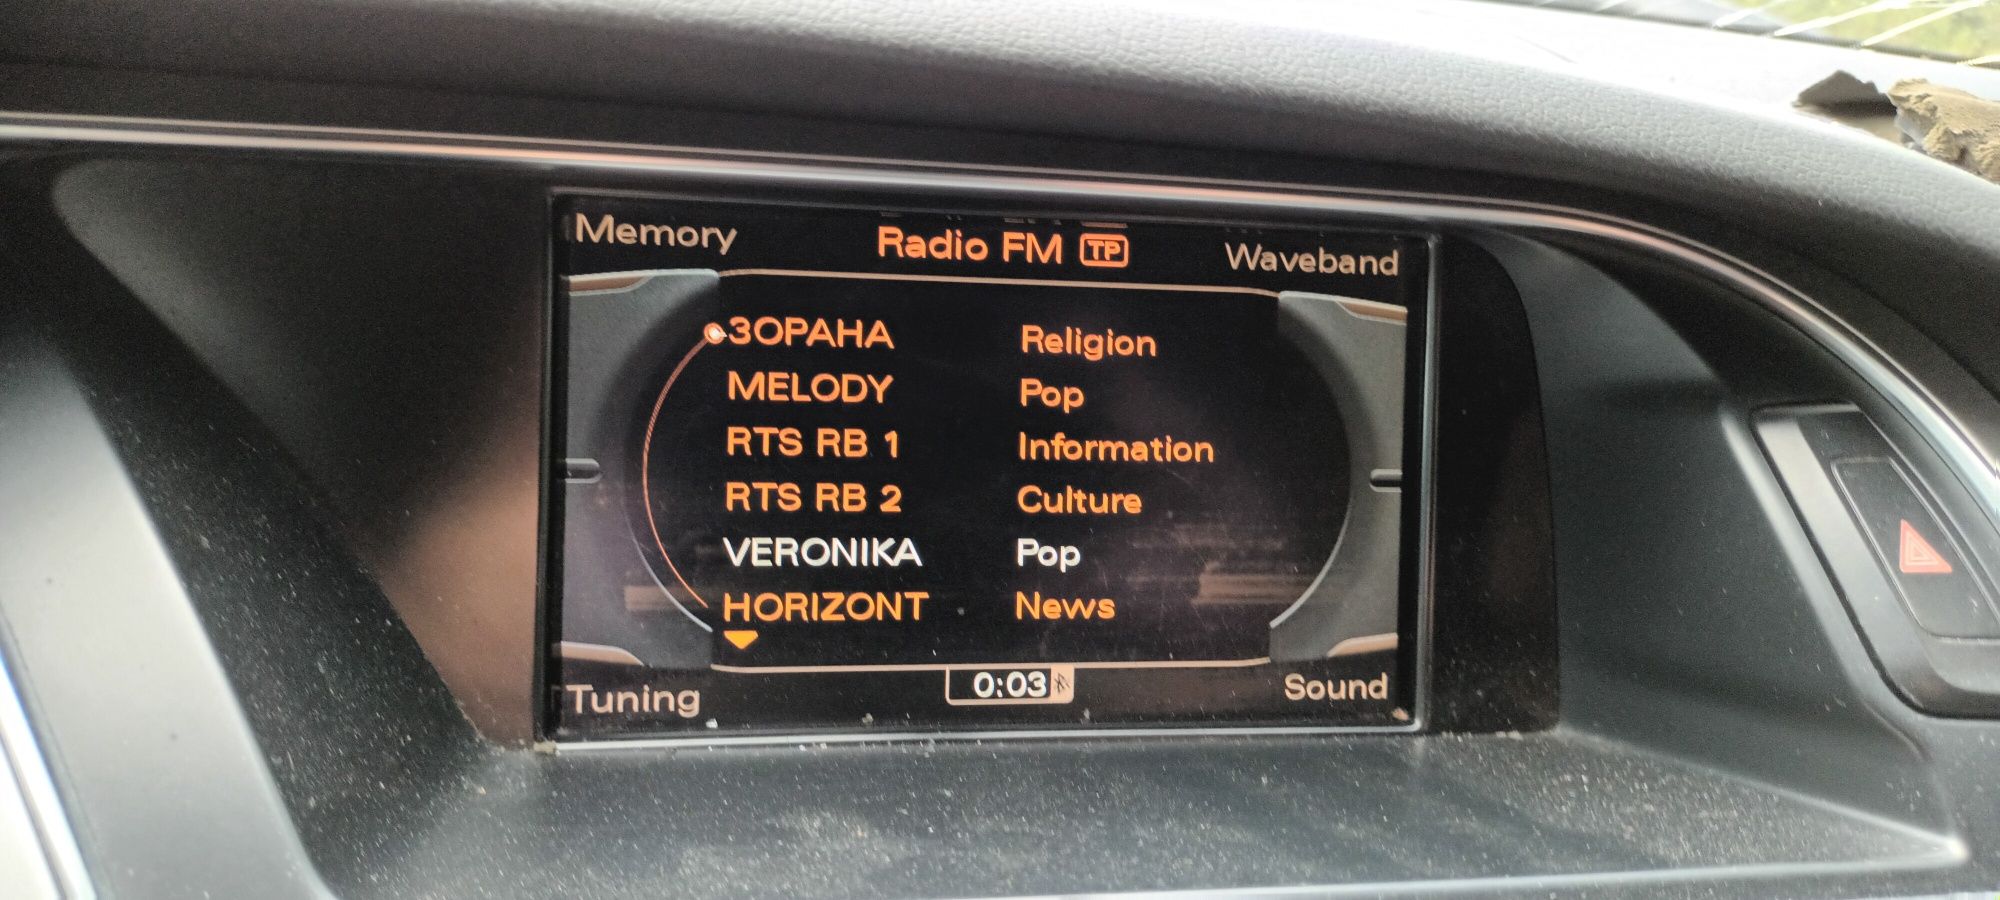 Memory
Radio FM TP
Waveband
ЗОРАНА Religion
MELODY Pop
RTS RB 1 Information
RTS RB 2 Culture
VERONIKA Pop
HORIZONT News
Tuning
0:03
Sound